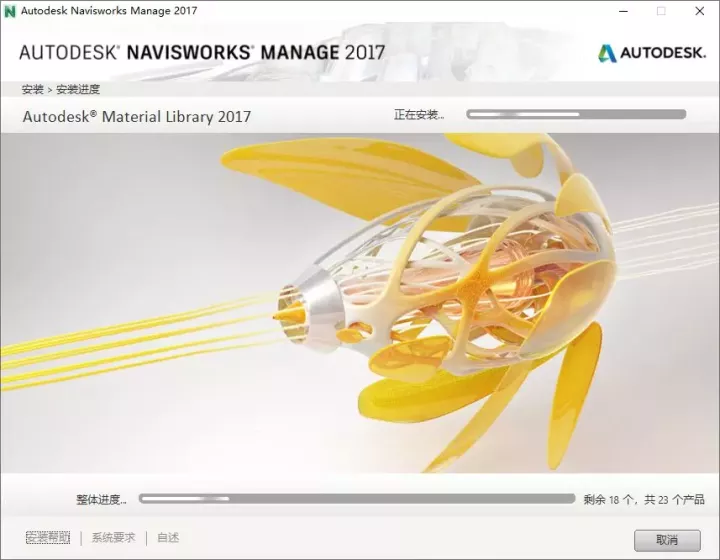 Autodesk Navisworks Manage 2017
AUTODESK® NAVISWORKS® MANAGE 2017
AUTODESK.
安装 > 安装进度
Autodesk® Material Library 2017
正在安装...
整体进度...
剩余 18 个，共 23 个产品
安装帮助 | 系统要求 | 自述
取消